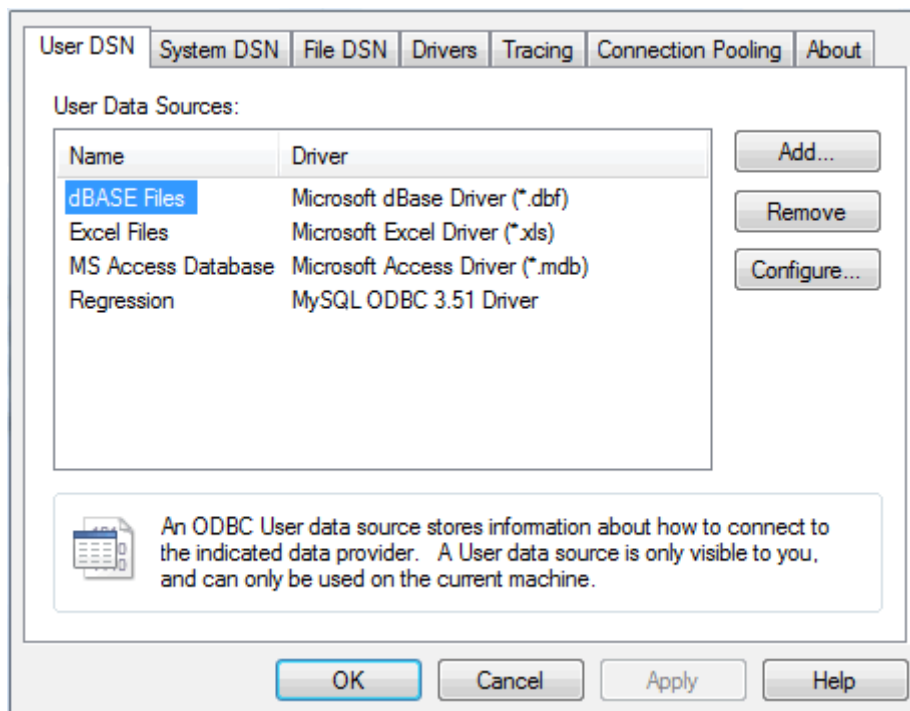 User DSN System DSN File DSN Drivers Tracing Connection Pooling About
User Data Sources:
Name Driver
dBASE Files Microsoft dBase Driver (*.dbf)
Excel Files Microsoft Excel Driver (*.xls)
MS Access Database Microsoft Access Driver (*.mdb)
Regression MySQL ODBC 3.51 Driver
Add...
Remove
Configure...
An ODBC User data source stores information about how to connect to
the indicated data provider. A User data source is only visible to you,
and can only be used on the current machine.
OK Cancel Apply Help